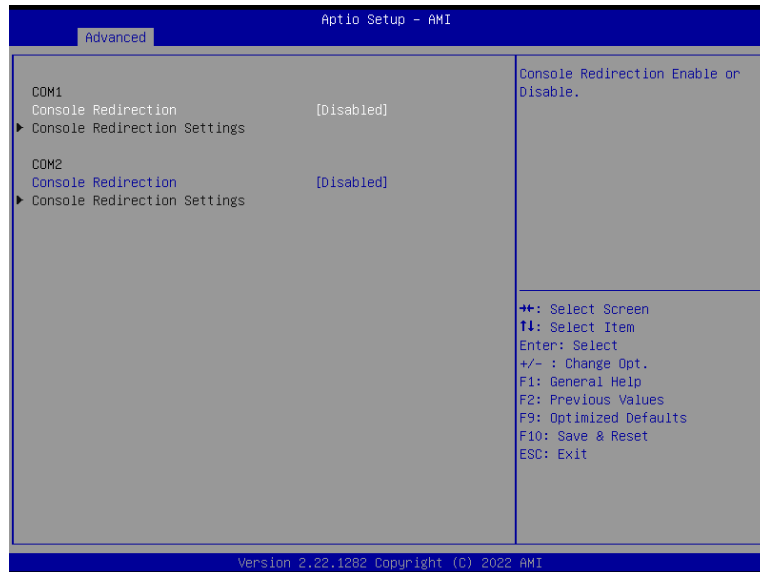 Aptio Setup – AMI
Advanced
COM1
Console Redirection [Disabled]
► Console Redirection Settings
COM2
Console Redirection [Disabled]
► Console Redirection Settings
Console Redirection Enable or
Disable.
→←: Select Screen
↑↓: Select Item
Enter: Select
+/- : Change Opt.
F1: General Help
F2: Previous Values
F9: Optimized Defaults
F10: Save & Reset
ESC: Exit
Version 2.22.1282 Copyright (C) 2022 AMI